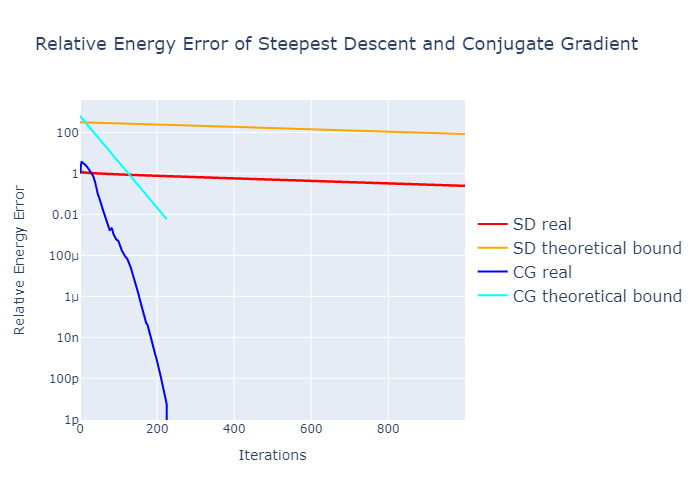 Relative Energy Error of Steepest Descent and Conjugate Gradient
100
1
0.01
100μ
1μ
10n
100p
1p
0
200
400
600
800
Iterations
Relative Energy Error
SD real
SD theoretical bound
CG real
CG theoretical bound